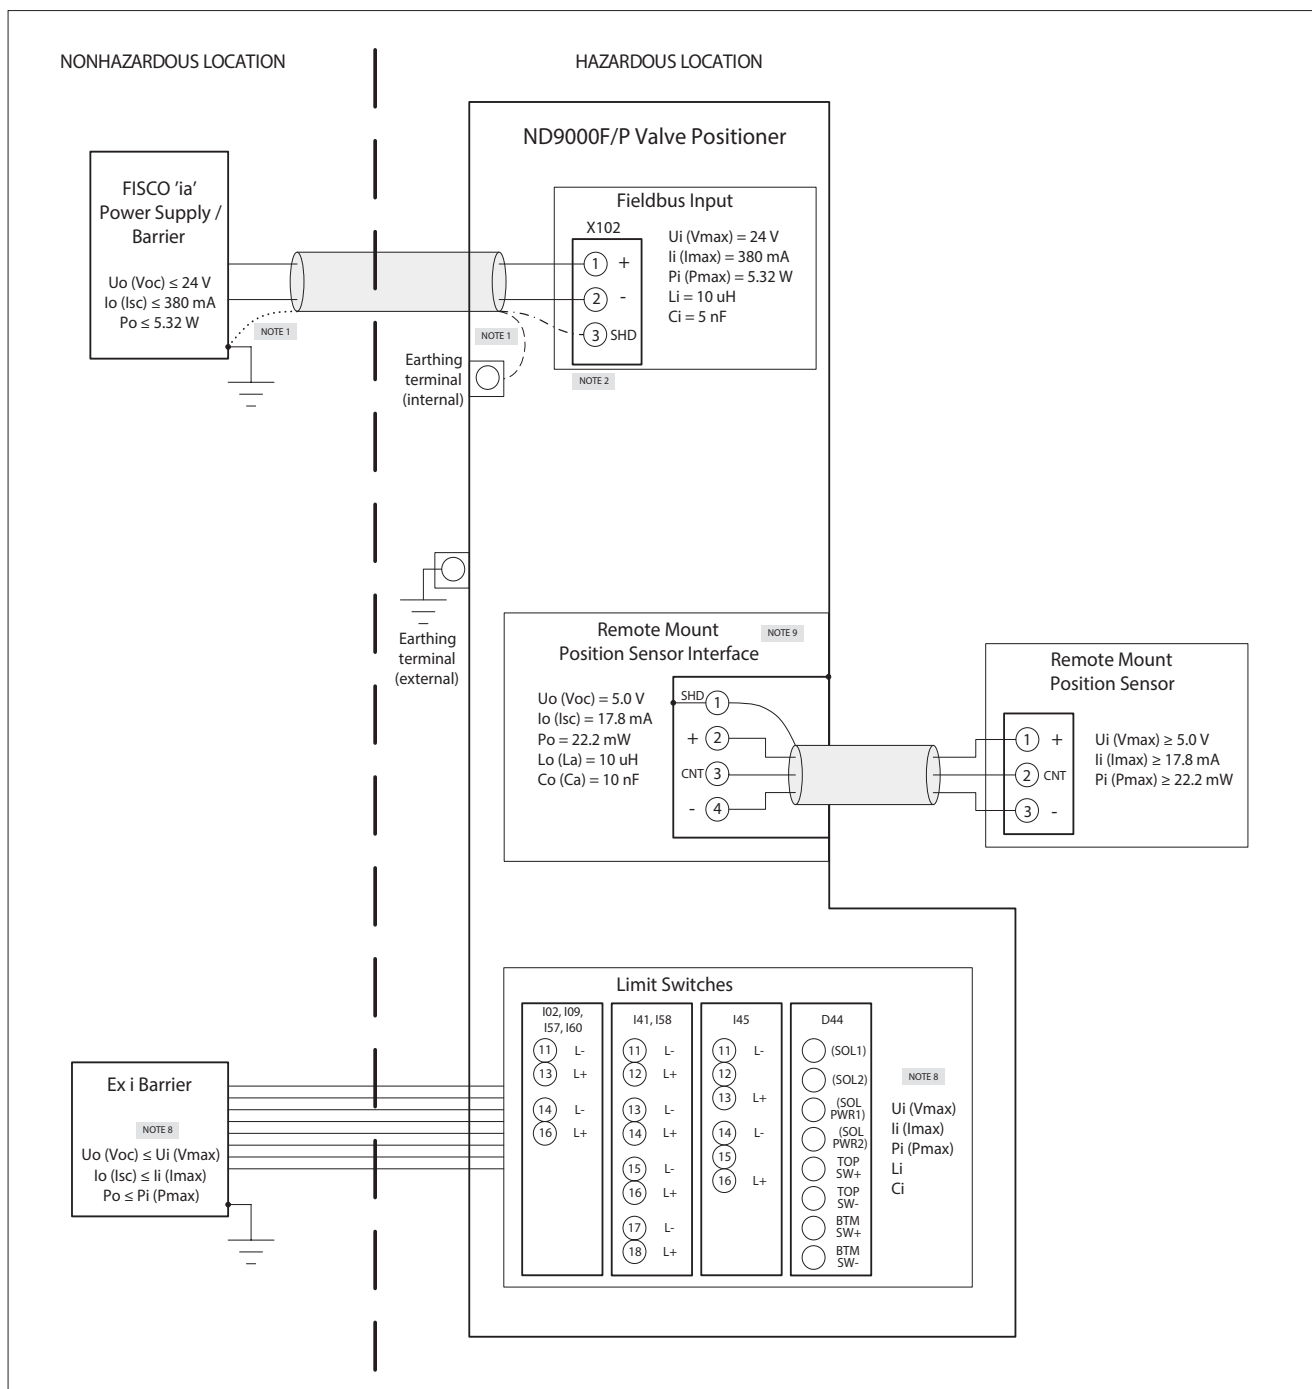 NONHAZARDOUS LOCATION
HAZARDOUS LOCATION
ND9000F/P Valve Positioner
FISCO 'ia'
Power Supply /
Barrier
Uo (Voc) ≤ 24 V
Io (Isc) ≤ 380 mA
Po ≤ 5.32 W
NOTE 1
Fieldbus Input
X102
1 +
2 -
3 SHD
Ui (Vmax) = 24 V
Ii (Imax) = 380 mA
Pi (Pmax) = 5.32 W
Li = 10 uH
Ci = 5 nF
NOTE 1
NOTE 2
Earthing
terminal
(internal)
Earthing
terminal
(external)
Remote Mount
Position Sensor Interface
NOTE 9
Uo (Voc) = 5.0 V
Io (Isc) = 17.8 mA
Po = 22.2 mW
Lo (La) = 10 uH
Co (Ca) = 10 nF
SHD 1
+ 2
CNT 3
- 4
Remote Mount
Position Sensor
1 +
2 CNT
3 -
Ui (Vmax) ≥ 5.0 V
Ii (Imax) ≥ 17.8 mA
Pi (Pmax) ≥ 22.2 mW
Limit Switches
I02, I09,
I57, I60
11 L-
13 L+
14 L-
16 L+
I41, I58
11 L-
12 L+
13 L-
14 L+
15 L-
16 L+
17 L-
18 L+
I45
11 L-
12
13 L+
14 L-
15
16 L+
D44
(SOL1)
(SOL2)
(SOL
PWR1)
(SOL
PWR2)
TOP
SW+
TOP
SW-
BTM
SW+
BTM
SW-
NOTE 8
Ui (Vmax)
Ii (Imax)
Pi (Pmax)
Li
Ci
Ex i Barrier
NOTE 8
Uo (Voc) ≤ Ui (Vmax)
Io (Isc) ≤ Ii (Imax)
Po ≤ Pi (Pmax)